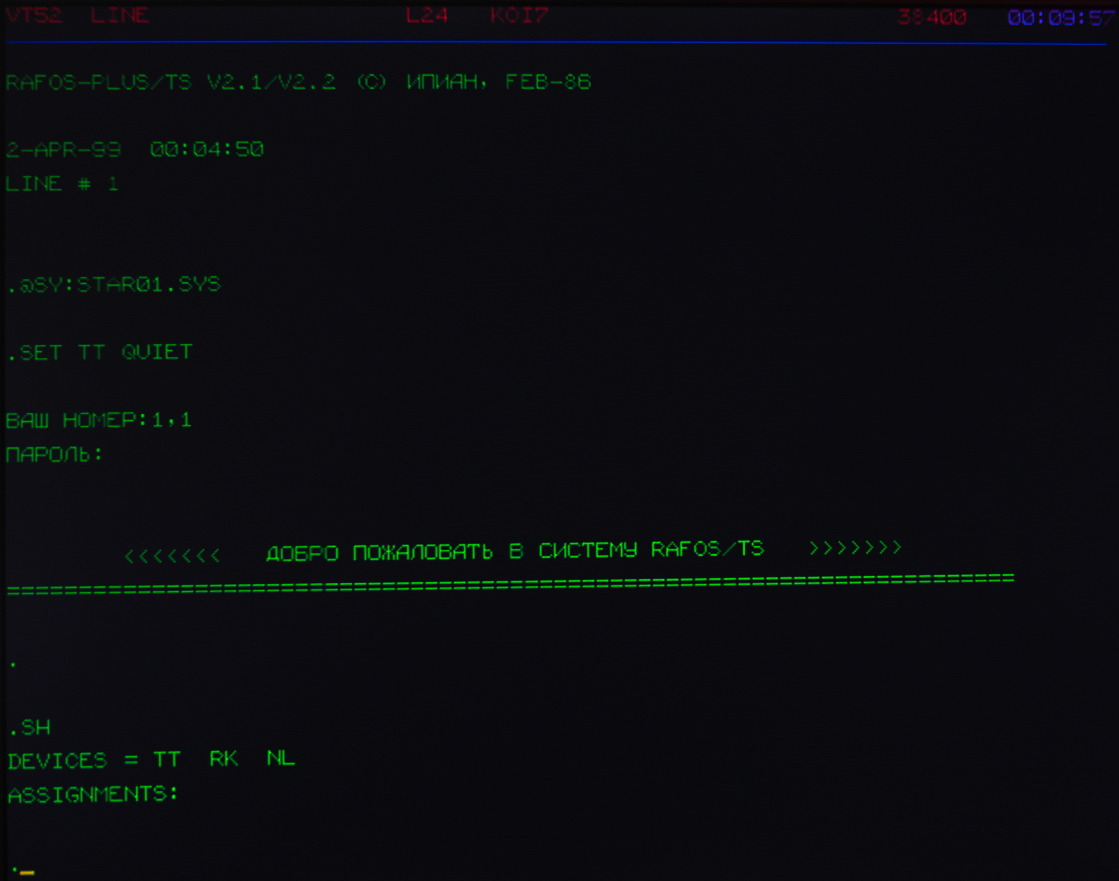 VT52 LINE L24 KOI7 38400 00:09:57
RAFOS-PLUS/TS V2.1/V2.2 (C) ИПИАН, FEB-86
2-APR-99 00:04:50
LINE # 1
.@SY:STAR01.SYS
.SET TT QUIET
ВАШ НОМЕР:1,1
ПАРОЛЬ:
<<<<<<< ДОБРО ПОЖАЛОВАТЬ В СИСТЕМУ RAFOS/TS >>>>>>>
======================================================================
.
.SH
DEVICES = TT RK NL
ASSIGNMENTS:
._